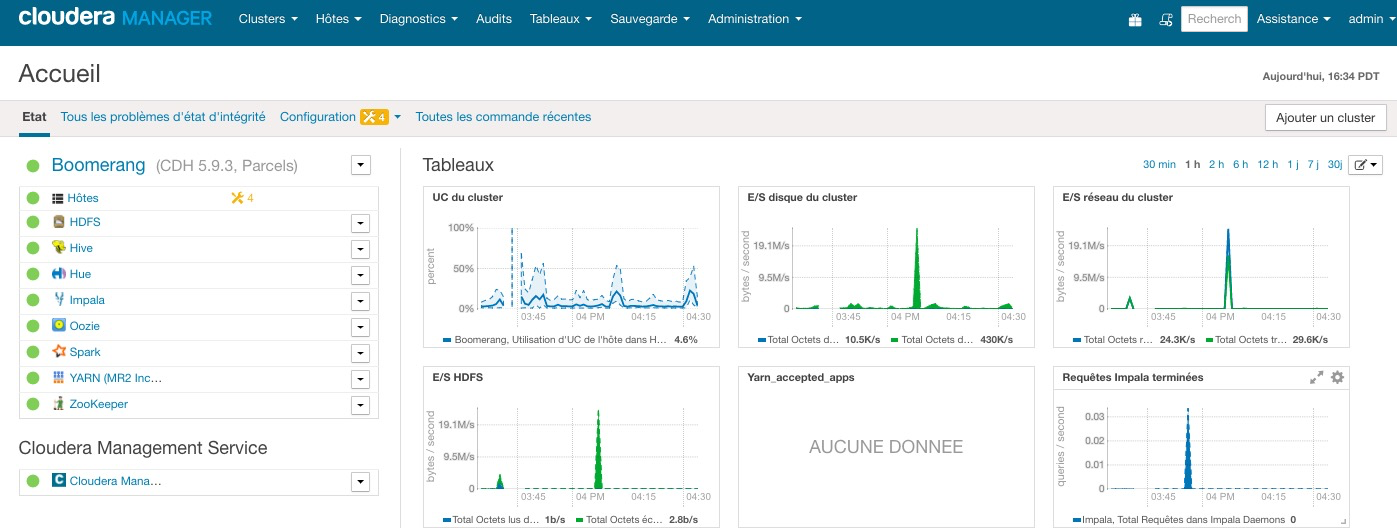 cloudera MANAGER Clusters Hôtes Diagnostics Audits Tableaux Sauvegarde Administration Recherch Assistance admin
Accueil
Aujourd'hui, 16:34 PDT
Etat Tous les problèmes d'état d'intégrité Configuration 4 Toutes les commande récentes Ajouter un cluster
Boomerang (CDH 5.9.3, Parcels)
Hôtes 4
HDFS
Hive
Hue
Impala
Oozie
Spark
YARN (MR2 Inc...
ZooKeeper
Cloudera Management Service
C Cloudera Mana...
Tableaux
30 min 1 h 2 h 6 h 12 h 1 j 7 j 30j
UC du cluster
percent
100%
50%
0%
03:45 04 PM 04:15 04:30
Boomerang, Utilisation d'UC de l'hôte dans H... 4.6%
E/S disque du cluster
bytes / second
19.1M/s
9.5M/s
0
03:45 04 PM 04:15 04:30
Total Octets d... 10.5K/s Total Octets d... 430K/s
E/S réseau du cluster
bytes / second
19.1M/s
9.5M/s
0
03:45 04 PM 04:15 04:30
Total Octets r... 24.3K/s Total Octets tr... 29.6K/s
E/S HDFS
bytes / second
19.1M/s
9.5M/s
0
03:45 04 PM 04:15 04:30
Total Octets lus d... 1b/s Total Octets éc... 2.8b/s
Yarn_accepted_apps
AUCUNE DONNEE
Requêtes Impala terminées
queries / second
0.03
0.02
0.01
0
03:45 04 PM 04:15 04:30
Impala, Total Requêtes dans Impala Daemons 0